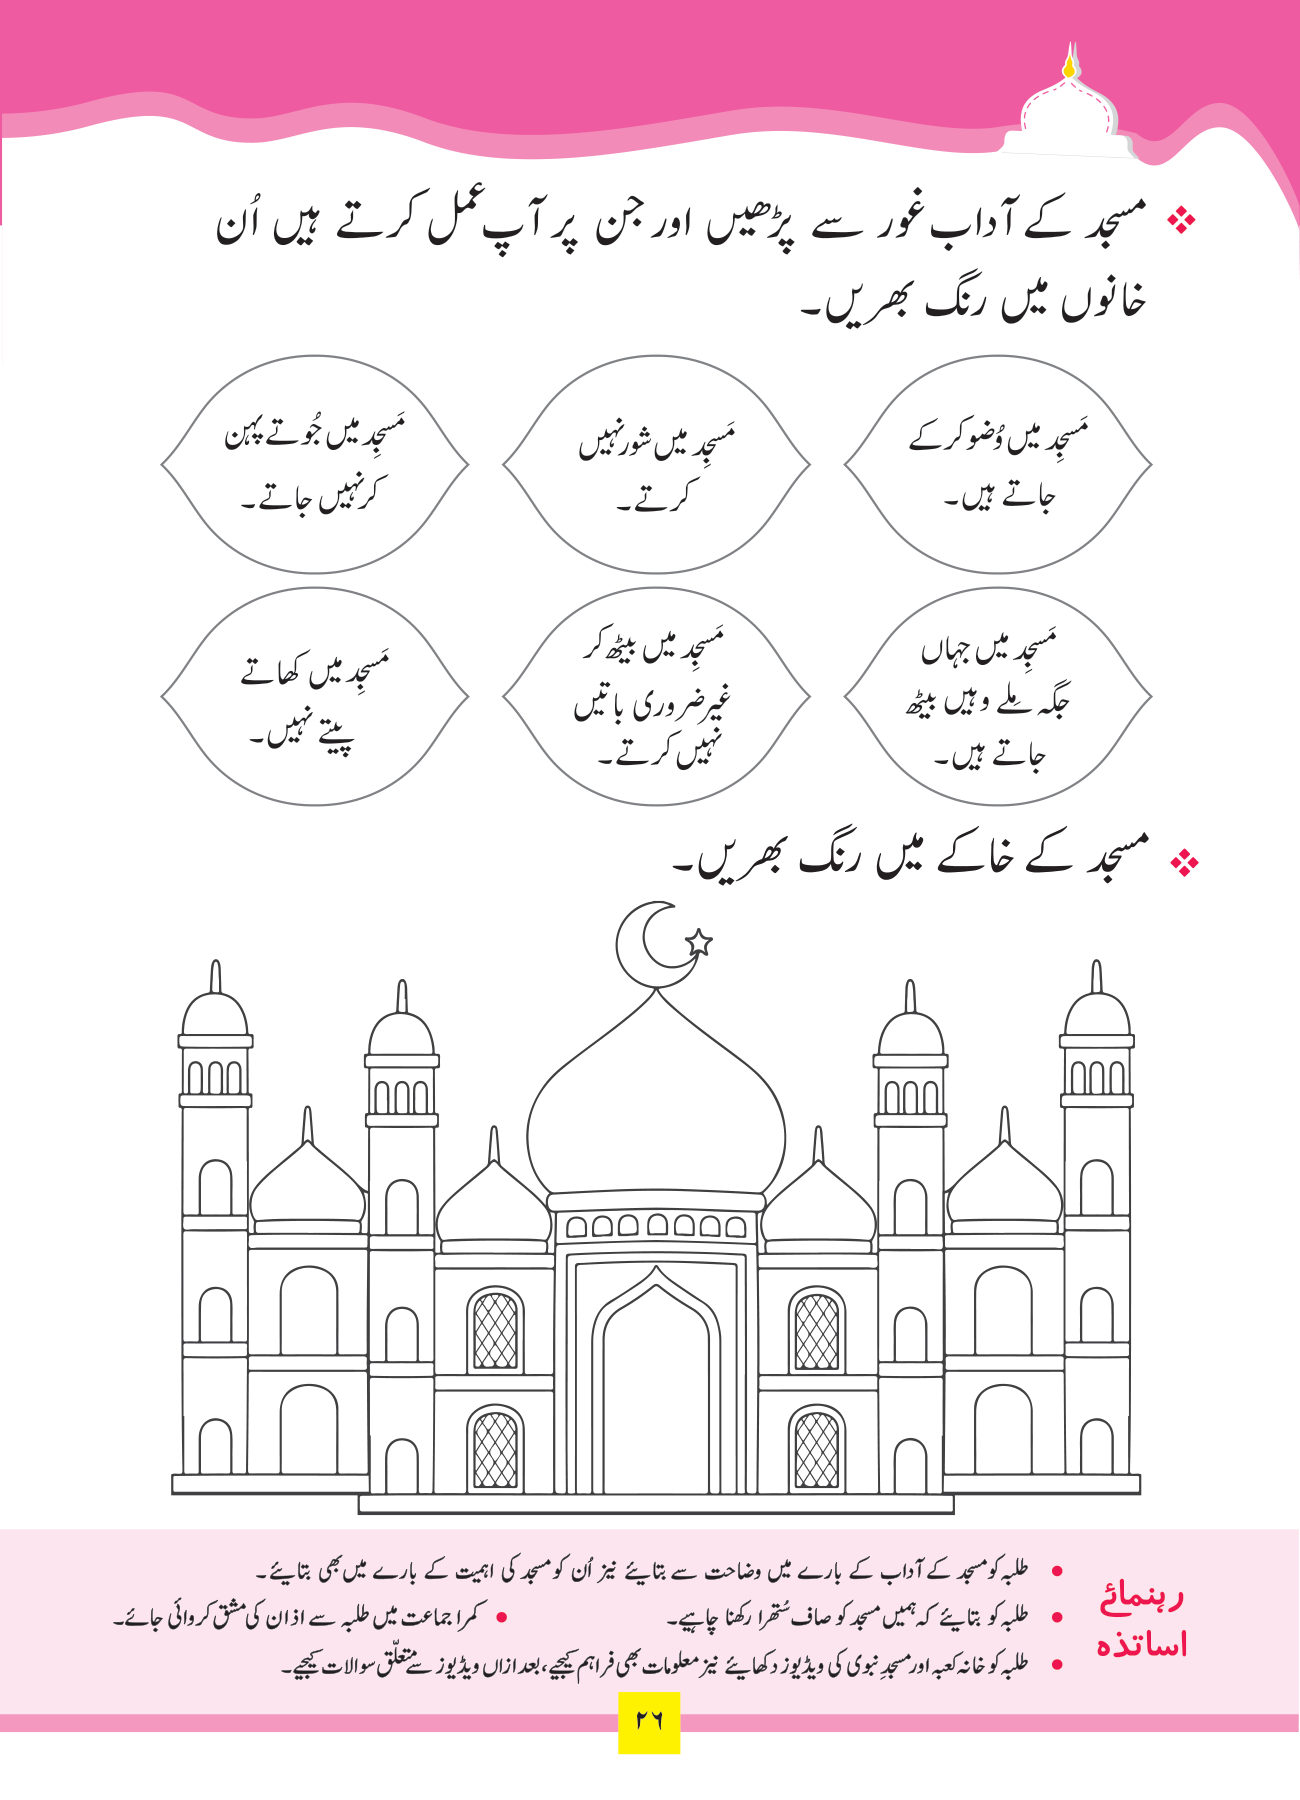 مسجد کے آداب غور سے پڑھیں اور جن پر آپ عمل کرتے ہیں اُن
خانوں میں رنگ بھریں۔
مَسجِد میں وُضو کر کے
جاتے ہیں۔
مَسجِد میں شور نہیں
کرتے۔
مَسجِد میں جُوتے پہن
کر نہیں جاتے۔
مَسجِد میں جہاں
جگہ مِلے وہیں بیٹھ
جاتے ہیں۔
مَسجِد میں بیٹھ کر
غیر ضروری باتیں
نہیں کرتے۔
مَسجِد میں کھاتے
پیتے نہیں۔
مسجد کے خاکے میں رنگ بھریں۔
رہنمائے
اساتذہ
• طلبہ کو مسجد کے آداب کے بارے میں وضاحت سے بتایئے نیز اُن کو مسجد کی اہمیت کے بارے میں بھی بتایئے۔
• طلبہ کو بتایئے کہ ہمیں مسجد کو صاف سُتھرا رکھنا چاہیے۔
• کمرا جماعت میں طلبہ سے اذان کی مشق کروائی جائے۔
• طلبہ کو خانہ کعبہ اور مسجدِ نبوی کی ویڈیوز دکھایئے نیز معلومات بھی فراہم کیجیے، بعد ازاں ویڈیوز سے متعلّق سوالات کیجیے۔
۲۶